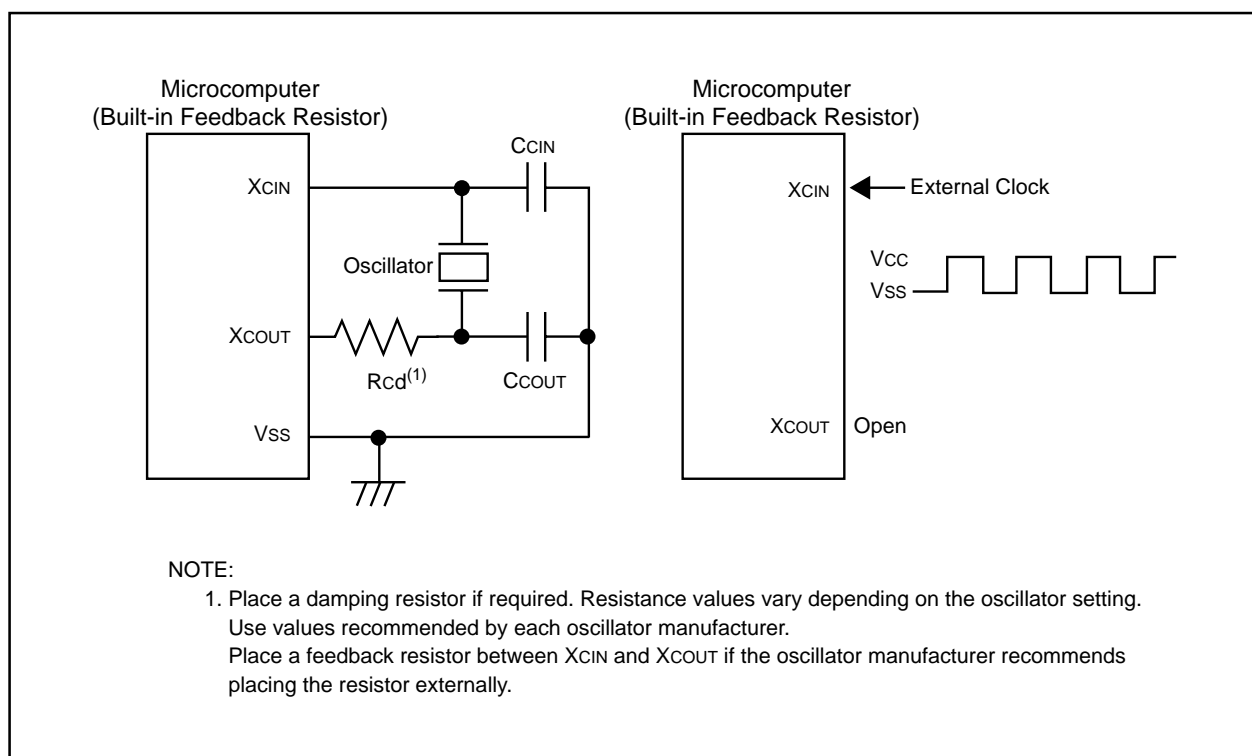 Microcomputer
(Built-in Feedback Resistor)
CCIN
XCIN
Oscillator
XCOUT
RCd(1)
CCOUT
VSS
Microcomputer
(Built-in Feedback Resistor)
XCIN
External Clock
VCC
VSS
XCOUT
Open
NOTE:
1. Place a damping resistor if required. Resistance values vary depending on the oscillator setting.
Use values recommended by each oscillator manufacturer.
Place a feedback resistor between XCIN and XCOUT if the oscillator manufacturer recommends
placing the resistor externally.